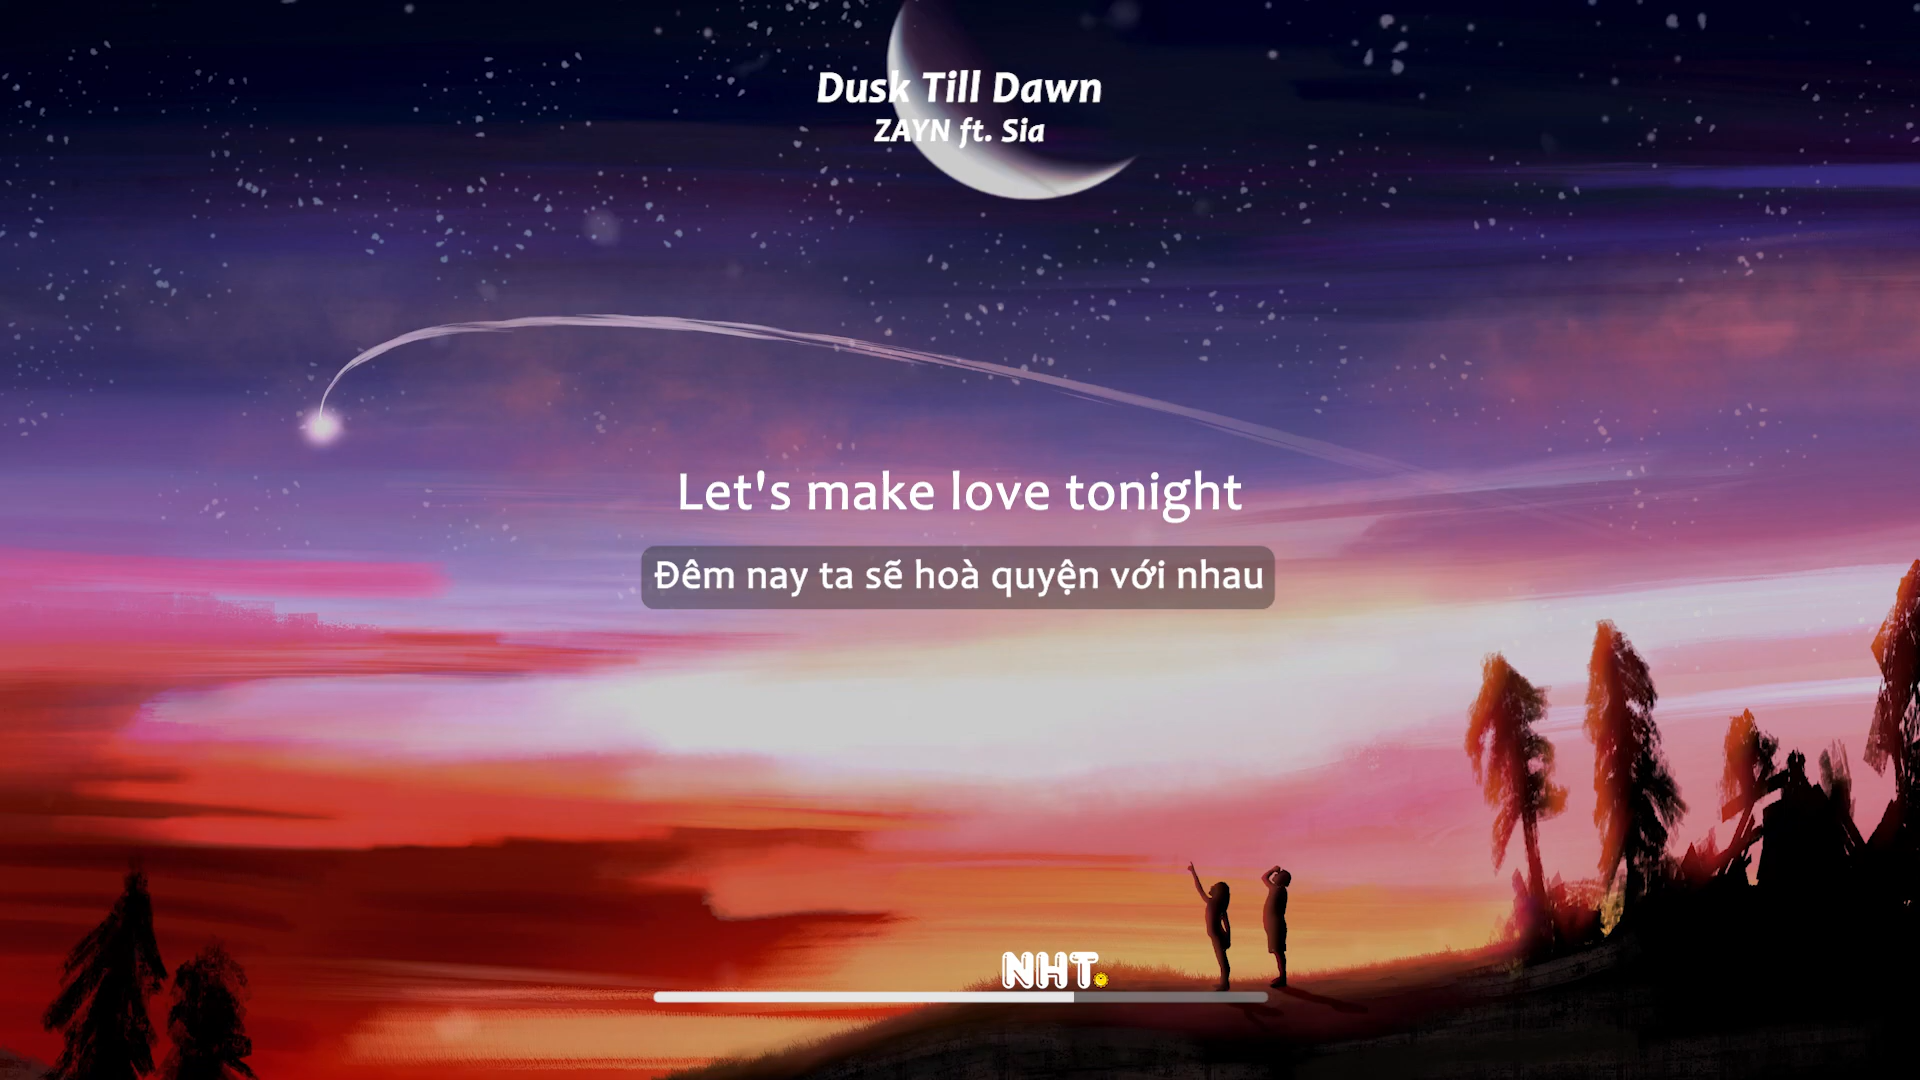 Dusk Till Dawn
ZAYN ft. Sia
Let's make love tonight
Đêm nay ta sẽ hoà quyện với nhau
NHT